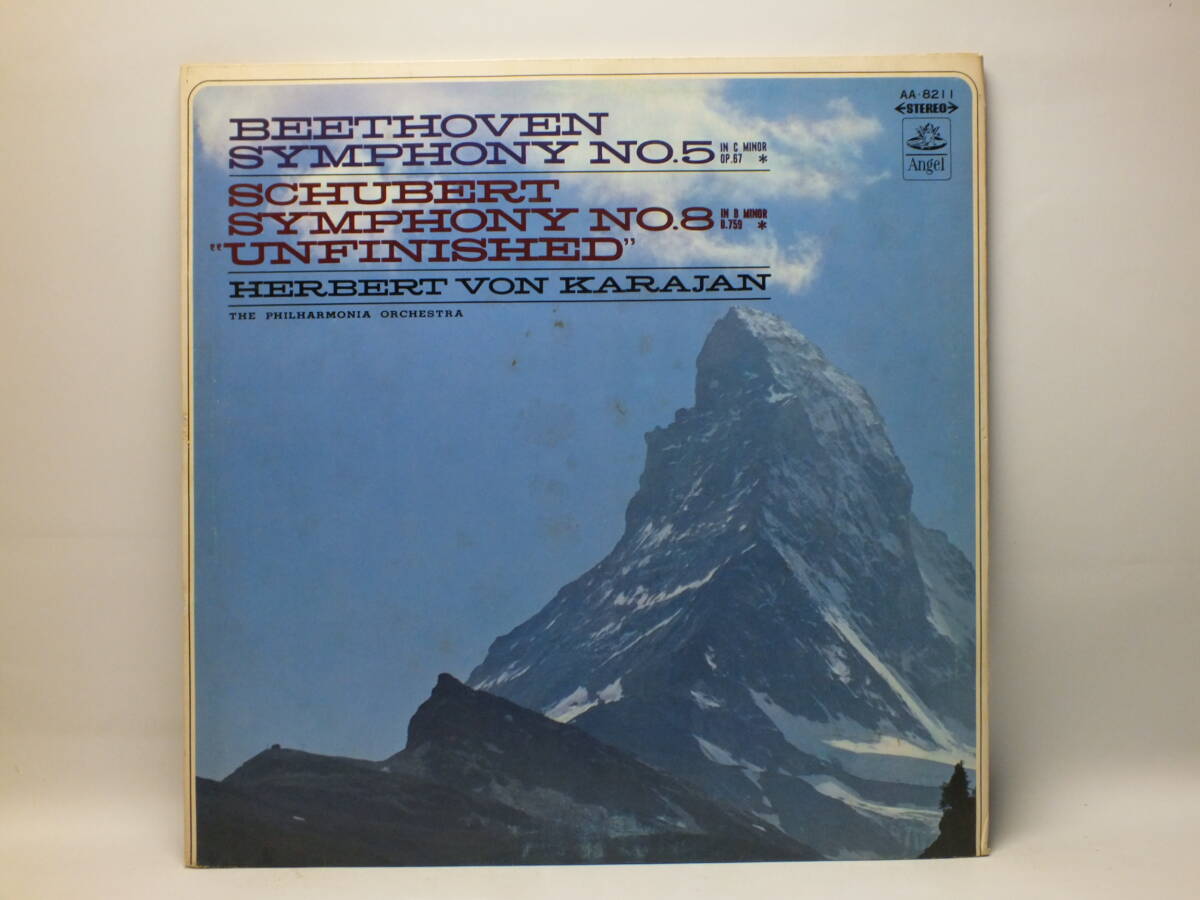 AA·8211
STEREO
Angel
BEETHOVEN
SYMPHONY NO.5 IN C MINOR OP.67 *
SCHUBERT
SYMPHONY NO.8 IN B MINOR D.759 *
"UNFINISHED"
HERBERT VON KARAJAN
THE PHILHARMONIA ORCHESTRA